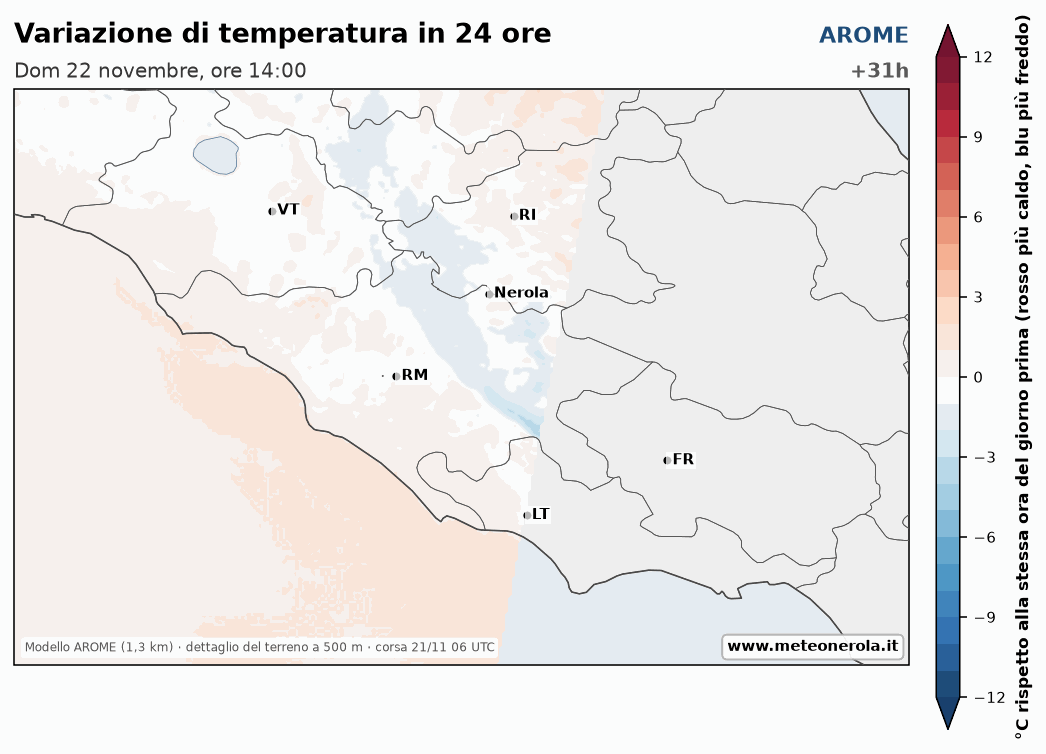 Variazione di temperatura in 24 ore
AROME
Dom 22 novembre, ore 14:00
+31h
VT
RI
Nerola
RM
FR
LT
Modello AROME (1,3 km) · dettaglio del terreno a 500 m · corsa 21/11 06 UTC
www.meteonerola.it
12
9
6
3
0
−3
−6
−9
−12
°C rispetto alla stessa ora del giorno prima (rosso più caldo, blu più freddo)